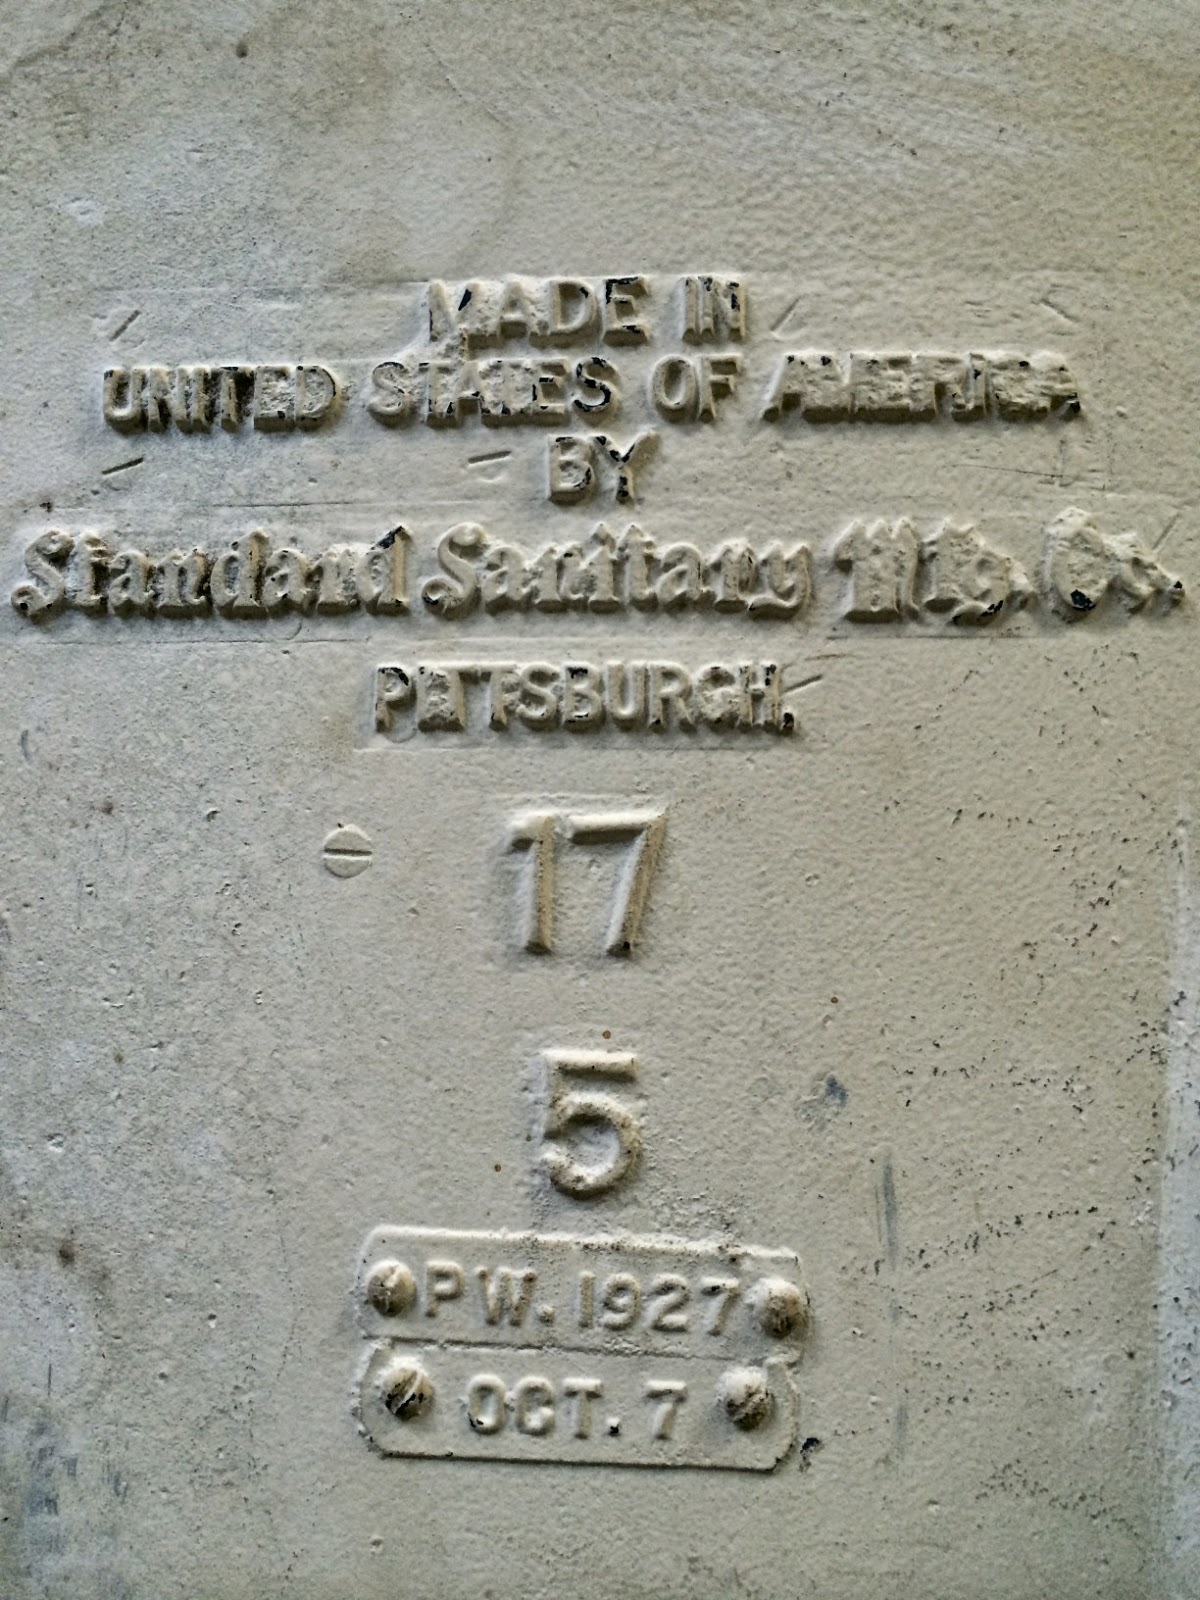 MADE IN
UNITED STATES OF AMERICA
BY
Standard Sanitary Mfg. Co.
PITTSBURGH.
17
5
PW. 1927
OCT. 7